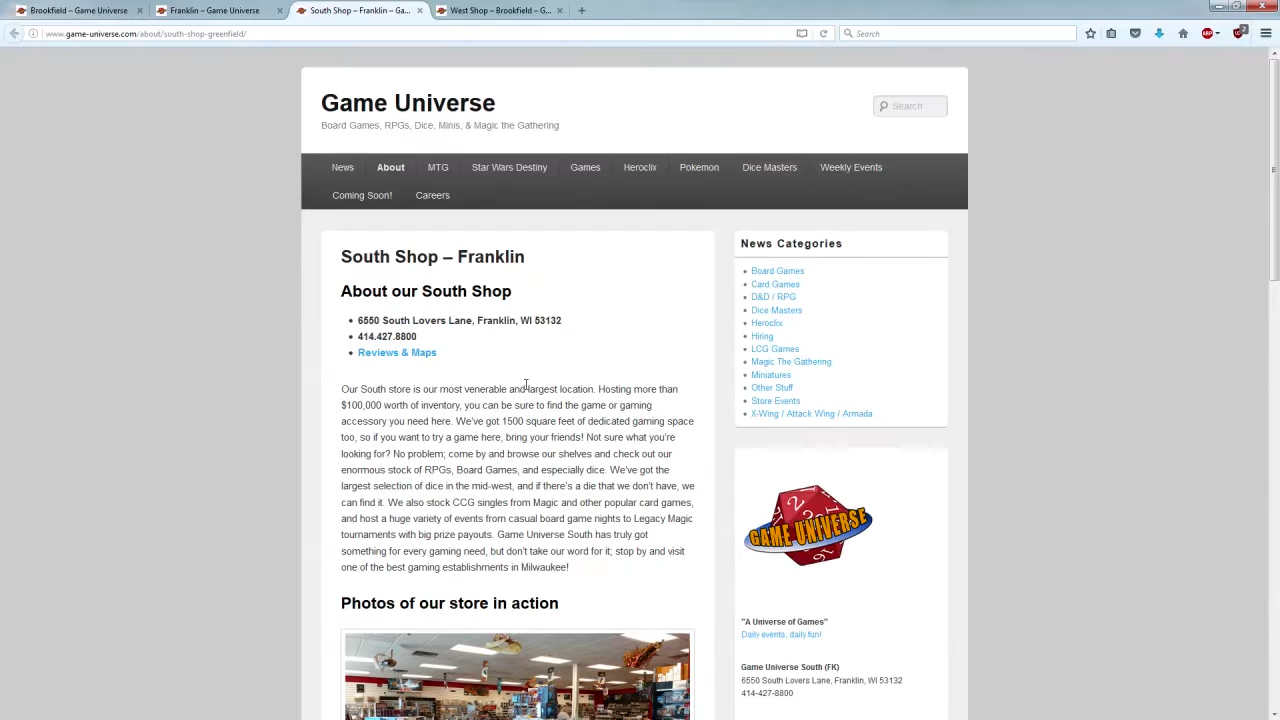 Brookfield – Game Universe
Franklin – Game Universe
South Shop – Franklin – Ga...
West Shop – Brookfield – G...
www.game-universe.com/about/south-shop-greenfield/
Search
ABP
2
Game Universe
Board Games, RPGs, Dice, Minis, & Magic the Gathering
Search
News About MTG Star Wars Destiny Games Heroclix Pokemon Dice Masters Weekly Events
Coming Soon! Careers
South Shop – Franklin
About our South Shop
6550 South Lovers Lane, Franklin, WI 53132
414.427.8800
Reviews & Maps
Our South store is our most venerable and largest location. Hosting more than
$100,000 worth of inventory, you can be sure to find the game or gaming
accessory you need here. We've got 1500 square feet of dedicated gaming space
too, so if you want to try a game here, bring your friends! Not sure what you're
looking for? No problem; come by and browse our shelves and check out our
enormous stock of RPGs, Board Games, and especially dice. We've got the
largest selection of dice in the mid-west, and if there's a die that we don't have, we
can find it. We also stock CCG singles from Magic and other popular card games,
and host a huge variety of events from casual board game nights to Legacy Magic
tournaments with big prize payouts. Game Universe South has truly got
something for every gaming need, but don't take our word for it; stop by and visit
one of the best gaming establishments in Milwaukee!
Photos of our store in action
News Categories
Board Games
Card Games
D&D / RPG
Dice Masters
Heroclix
Hiring
LCG Games
Magic The Gathering
Miniatures
Other Stuff
Store Events
X-Wing / Attack Wing / Armada
GAME UNIVERSE
"A Universe of Games"
Daily events, daily fun!
Game Universe South (FK)
6550 South Lovers Lane, Franklin, WI 53132
414-427-8800